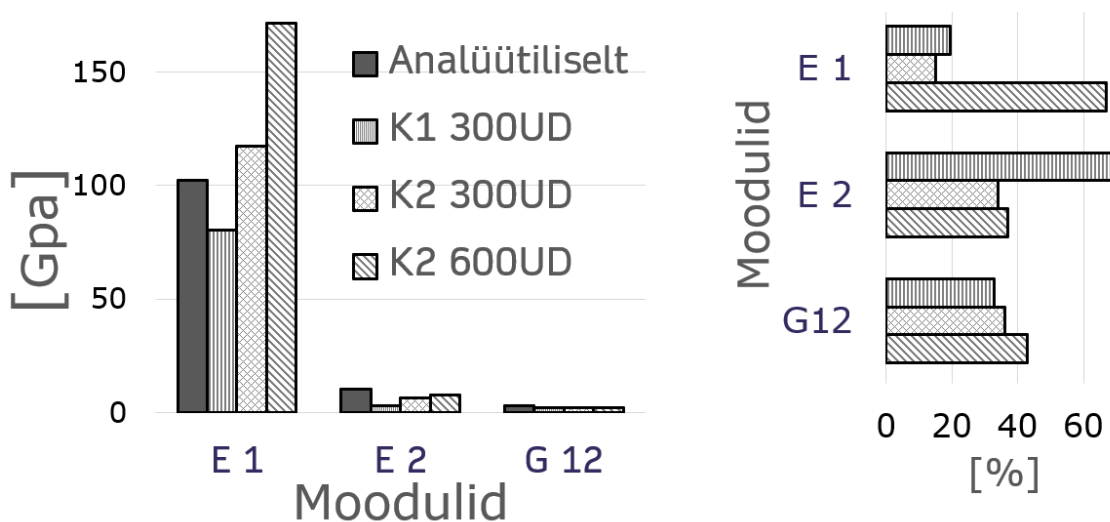 [Gpa]
150
100
50
0
Analüütiliselt
K1 300UD
K2 300UD
K2 600UD
E 1
E 2
G 12
Moodulid
Moodulid
E 1
E 2
G12
0
20
40
60
[%]